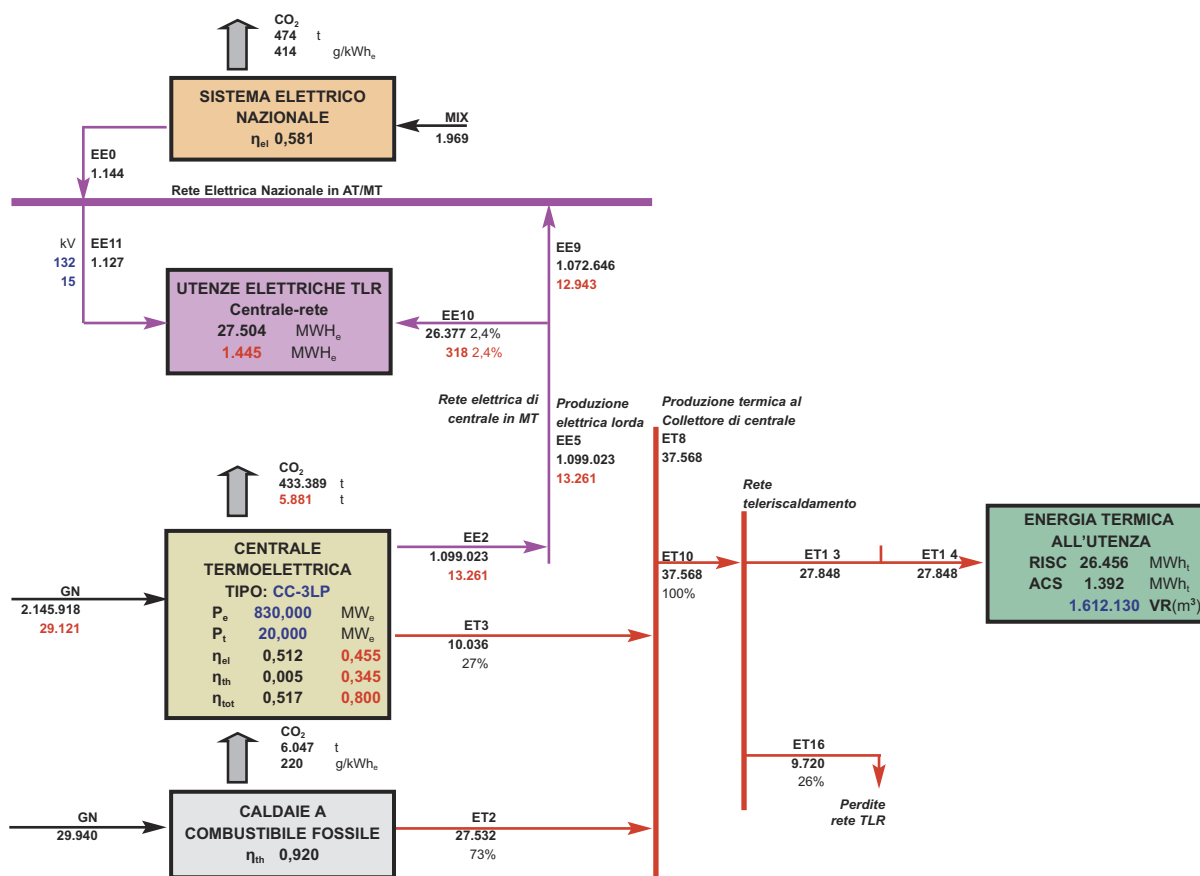 CO2
474 t
414 g/kWhe
SISTEMA ELETTRICO
NAZIONALE
ηel 0,581
MIX
1.969
EE0
1.144
Rete Elettrica Nazionale in AT/MT
kV
132
15
EE11
1.127
UTENZE ELETTRICHE TLR
Centrale-rete
27.504 MWHe
1.445 MWHe
EE10
26.377 2,4%
318 2,4%
EE9
1.072.646
12.943
Rete elettrica di
centrale in MT
Produzione
elettrica lorda
EE5
1.099.023
13.261
Produzione termica al
Collettore di centrale
ET8
37.568
CO2
433.389 t
5.881 t
CENTRALE
TERMOELETTRICA
TIPO: CC-3LP
Pe 830,000 MWe
Pt 20,000 MWe
ηel 0,512 0,455
ηth 0,005 0,345
ηtot 0,517 0,800
GN
2.145.918
29.121
EE2
1.099.023
13.261
ET3
10.036
27%
ET10
37.568
100%
Rete
teleriscaldamento
ET1 3
27.848
ET1 4
27.848
ENERGIA TERMICA
ALL'UTENZA
RISC 26.456 MWht
ACS 1.392 MWht
1.612.130 VR(m³)
CO2
6.047 t
220 g/kWhe
GN
29.940
CALDAIE A
COMBUSTIBILE FOSSILE
ηth 0,920
ET2
27.532
73%
ET16
9.720
26%
Perdite
rete TLR